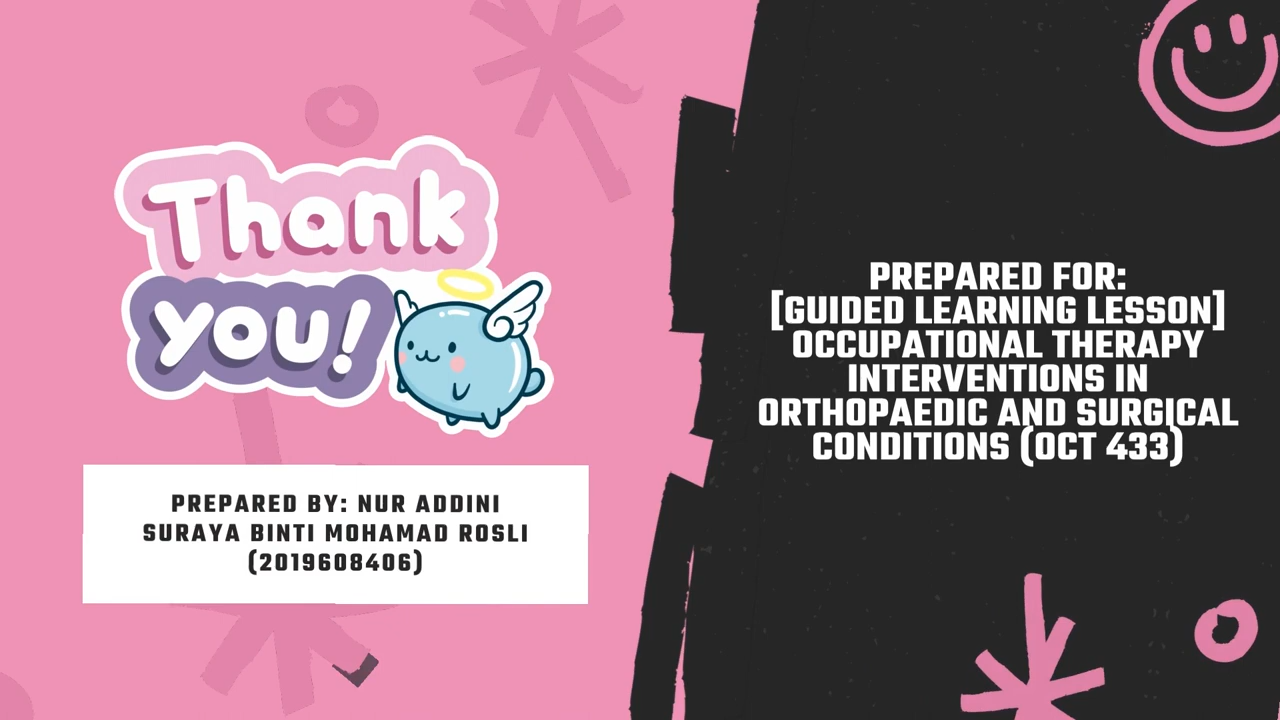 Thank
you!
PREPARED BY: NUR ADDINI
SURAYA BINTI MOHAMAD ROSLI
(2019608406)
PREPARED FOR:
[GUIDED LEARNING LESSON]
OCCUPATIONAL THERAPY
INTERVENTIONS IN
ORTHOPAEDIC AND SURGICAL
CONDITIONS (OCT 433)